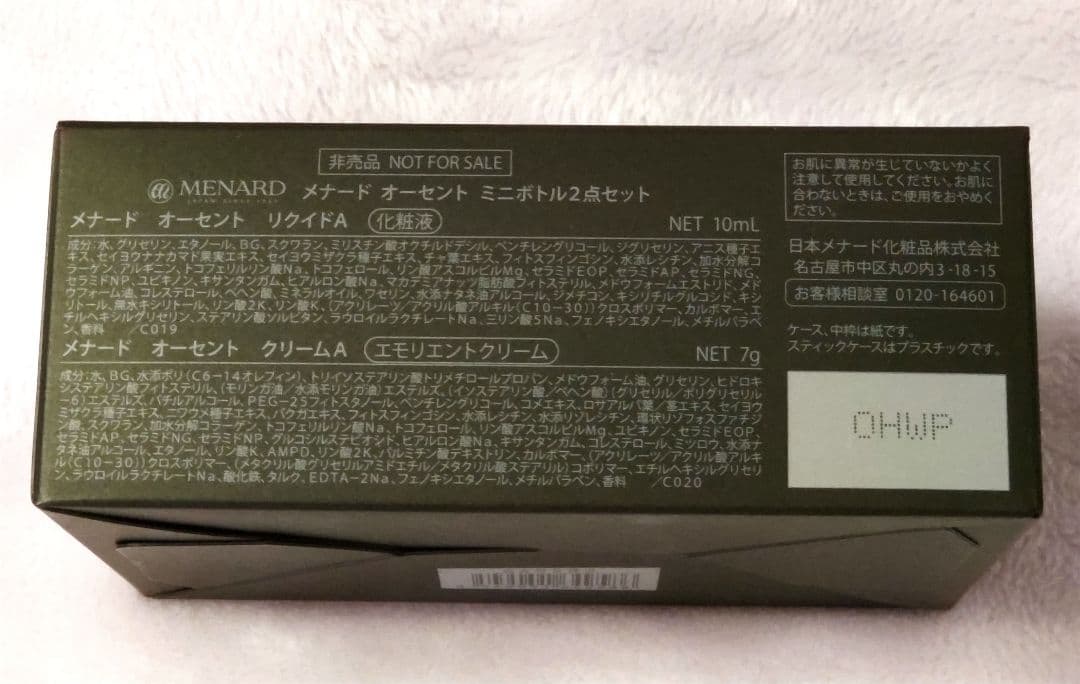 非売品 NOT FOR SALE
MENARD メナード オーセント ミニボトル2点セット
メナード オーセント リクイドA 化粧液 NET 10mL
成分:水、グリセリン、エタノール、BG、スクワラン、ミリスチン酸オクチルドデシル、ペンチレングリコール、ジグリセリン、アニス種子エ
キス、セイヨウナナカマド果実エキス、セイヨウミザクラ種子エキス、チャ葉エキス、フィトスフィンゴシン、水添レシチン、加水分解コ
ラーゲン、アルギニン、トコフェリルリン酸Na、トコフェロール、リン酸アスコルビルMg、セラミドEOP、セラミドAP、セラミドNG、
セラミドNP、ユビキノン、キサンタンガム、ヒアルロン酸Na、マカデミアナッツ脂肪酸フィトステリル、メドウフォームエストリド、メド
ウフォーム油、コレステロール、ベヘン酸、ミネラルオイル、ワセリン、水添ナタネ油アルコール、ジメチコン、キシリチルグルコシド、キシ
リトール、無水キシリトール、リン酸2K、リン酸K、(アクリレーツ/アクリル酸アルキル(C10-30))クロスポリマー、カルボマー、エチ
ルヘキシルグリセリン、ステアリン酸ソルビタン、ラウロイルラクチレートNa、三リン酸5Na、フェノキシエタノール、メチルパラベ
ン、香料 /C019
メナード オーセント クリームA エモリエントクリーム NET 7g
成分:水、BG、水添ポリ(C6-14オレフィン)、トリイソステアリン酸トリメチロールプロパン、メドウフォーム油、グリセリン、ヒドロキ
システアリン酸フィトステリル、(モリンガ油/水添モリンガ油)エステルズ、(イソステアリン酸/ベヘン酸)(グリセリル/ポリグリセリル
-6)エステルズ、バチルアルコール、PEG-25フィトスタノール、ペンチレングリコール、コメエキス、ロサアルバ葉/花エキス、セイヨウ
ミザクラ種子エキス、ニワウメ種子エキス、バクガエキス、フィトスフィンゴシン、水添レシチン、水添リゾレシチン、環状リゾホスファチジ
ン酸、スクワラン、加水分解コラーゲン、トコフェリルリン酸Na、トコフェロール、リン酸アスコルビルMg、ユビキノン、セラミドEOP、
セラミドAP、セラミドNG、セラミドNP、グルコシルステビオシド、ヒアルロン酸Na、キサンタンガム、コレステロール、ミツロウ、水添ナ
タネ油アルコール、エタノール、リン酸K、AMPD、リン酸2K、パルミチン酸デキストリン、カルボマー、(アクリレーツ/アクリル酸アル
キル(C10-30))クロスポリマー、(メタクリル酸グリセリルアミドエチル/メタクリル酸ステアリル)コポリマー、エチルヘキシルグリセリ
ン、ラウロイルラクチレートNa、酸化鉄、タルク、EDTA-2Na、フェノキシエタノール、メチルパラベン、香料 /C020
お肌に異常が生じていないかよく
注意して使用してください。お肌に
合わないときは、ご使用をおやめく
ださい。
日本メナード化粧品株式会社
名古屋市中区丸の内3-18-15
お客様相談室 0120-164601
ケース、中枠は紙です。
スティックケースはプラスチックです。
OHWP